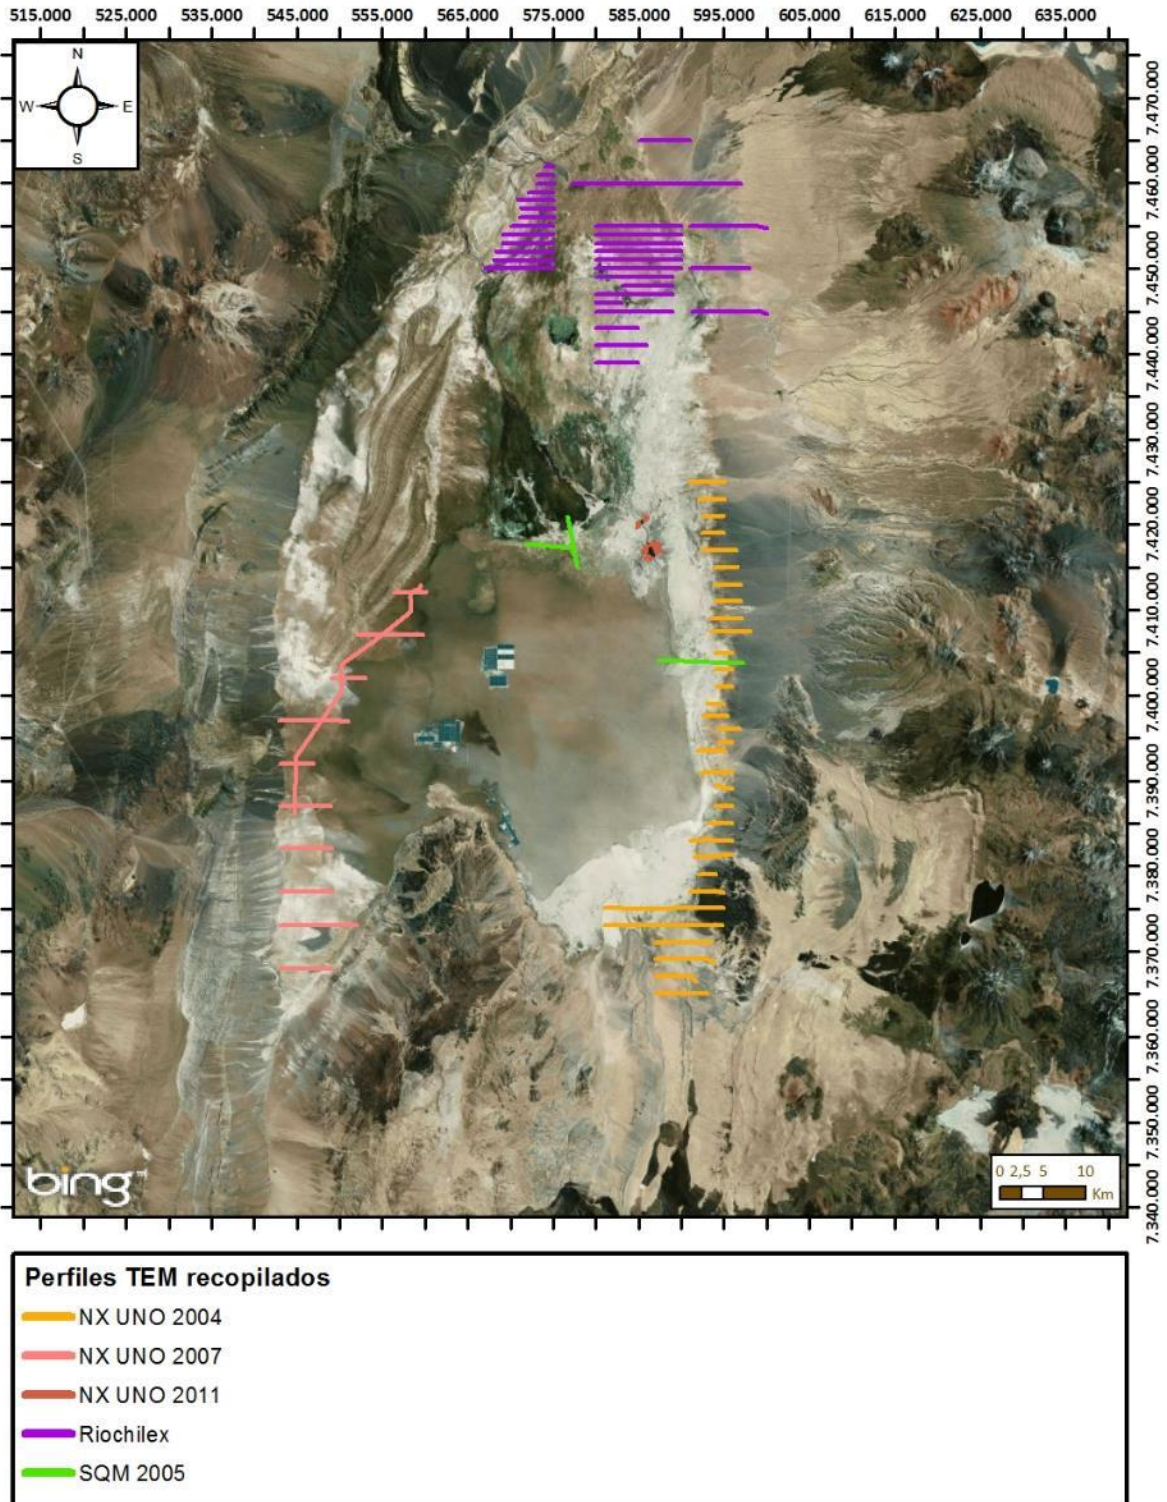 515.000 525.000 535.000 545.000 555.000 565.000 575.000 585.000 595.000 605.000 615.000 625.000 635.000
N
W E
S
7.470.000
7.460.000
7.450.000
7.440.000
7.430.000
7.420.000
7.410.000
7.400.000
7.390.000
7.380.000
7.370.000
7.360.000
7.350.000
7.340.000
bing™
0 2,5 5 10
Km
Perfiles TEM recopilados
NX UNO 2004
NX UNO 2007
NX UNO 2011
Riochilex
SQM 2005